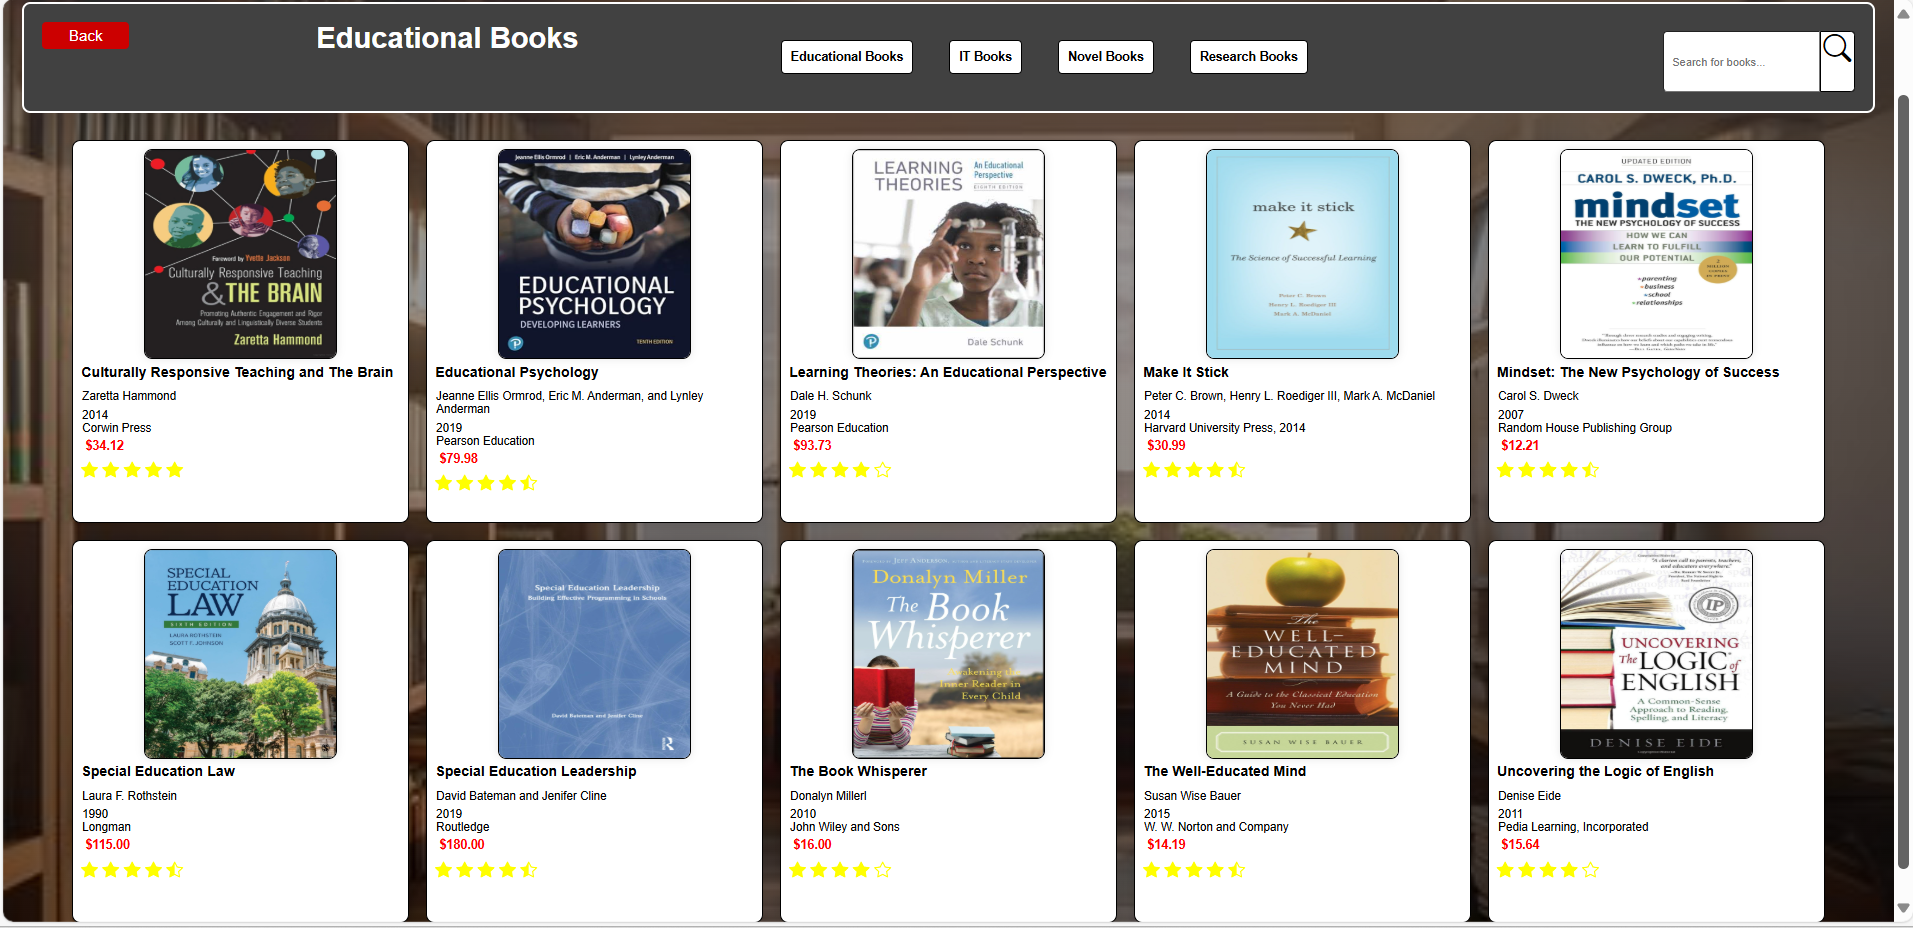 Back
Educational Books
Educational Books
IT Books
Novel Books
Research Books
Search for books...
Foreword by Yvette Jackson
Culturally Responsive Teaching
& THE BRAIN
Promoting Authentic Engagement and Rigor
Among Culturally and Linguistically Diverse Students
Zaretta Hammond
Culturally Responsive Teaching and The Brain
Zaretta Hammond
2014
Corwin Press
$34.12
Jeanne Ellis Ormrod | Eric M. Anderman | Lynley Anderman
EDUCATIONAL
PSYCHOLOGY
DEVELOPING LEARNERS
TENTH EDITION
P
Educational Psychology
Jeanne Ellis Ormrod, Eric M. Anderman, and Lynley
Anderman
2019
Pearson Education
$79.98
LEARNING
THEORIES
An Educational
Perspective
EIGHTH EDITION
P
Dale Schunk
Learning Theories: An Educational Perspective
Dale H. Schunk
2019
Pearson Education
$93.73
make it stick
The Science of Successful Learning
Peter C. Brown
Henry L. Roediger III
Mark A. McDaniel
Make It Stick
Peter C. Brown, Henry L. Roediger III, Mark A. McDaniel
2014
Harvard University Press, 2014
$30.99
UPDATED EDITION
CAROL S. DWECK, Ph.D.
mindset
THE NEW PSYCHOLOGY OF SUCCESS
HOW WE CAN
LEARN TO FULFILL
OUR POTENTIAL
parenting
business
school
relationships
Mindset: The New Psychology of Success
Carol S. Dweck
2007
Random House Publishing Group
$12.21
SPECIAL
EDUCATION
LAW
SIXTH EDITION
LAURA ROTHSTEIN
SCOTT F. JOHNSON
Special Education Law
Laura F. Rothstein
1990
Longman
$115.00
Special Education Leadership
Building Effective Programming in Schools
David Bateman and Jenifer Cline
R
Special Education Leadership
David Bateman and Jenifer Cline
2019
Routledge
$180.00
Donalyn Miller
The Book
Whisperer
Awakening the
Inner Reader in
Every Child
The Book Whisperer
Donalyn Millerl
2010
John Wiley and Sons
$16.00
The
WELL-
EDUCATED
MIND
A Guide to the Classical Education
You Never Had
SUSAN WISE BAUER
The Well-Educated Mind
Susan Wise Bauer
2015
W. W. Norton and Company
$14.19
IP
UNCOVERING
The LOGIC of
ENGLISH
A Common-Sense
Approach to Reading,
Spelling, and Literacy
DENISE EIDE
Uncovering the Logic of English
Denise Eide
2011
Pedia Learning, Incorporated
$15.64